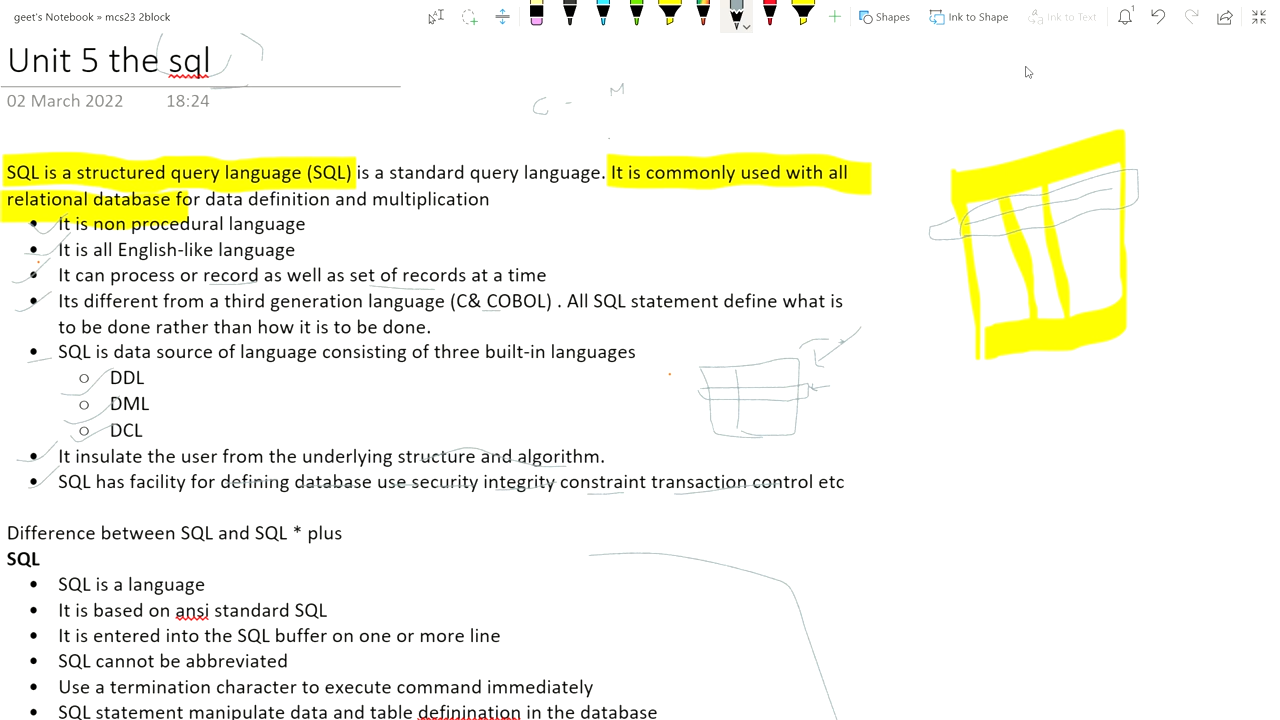 geet's Notebook » mcs23 2block
Shapes
Ink to Shape
Ink to Text
1
Unit 5 the sql
02 March 2022 18:24
C - M
SQL is a structured query language (SQL) is a standard query language. It is commonly used with all
relational database for data definition and multiplication
• It is non procedural language
• It is all English-like language
• It can process or record as well as set of records at a time
• Its different from a third generation language (C& COBOL) . All SQL statement define what is
to be done rather than how it is to be done.
• SQL is data source of language consisting of three built-in languages
○ DDL
○ DML
○ DCL
• It insulate the user from the underlying structure and algorithm.
• SQL has facility for defining database use security integrity constraint transaction control etc
Difference between SQL and SQL * plus
SQL
• SQL is a language
• It is based on ansi standard SQL
• It is entered into the SQL buffer on one or more line
• SQL cannot be abbreviated
• Use a termination character to execute command immediately
• SQL statement manipulate data and table definination in the database